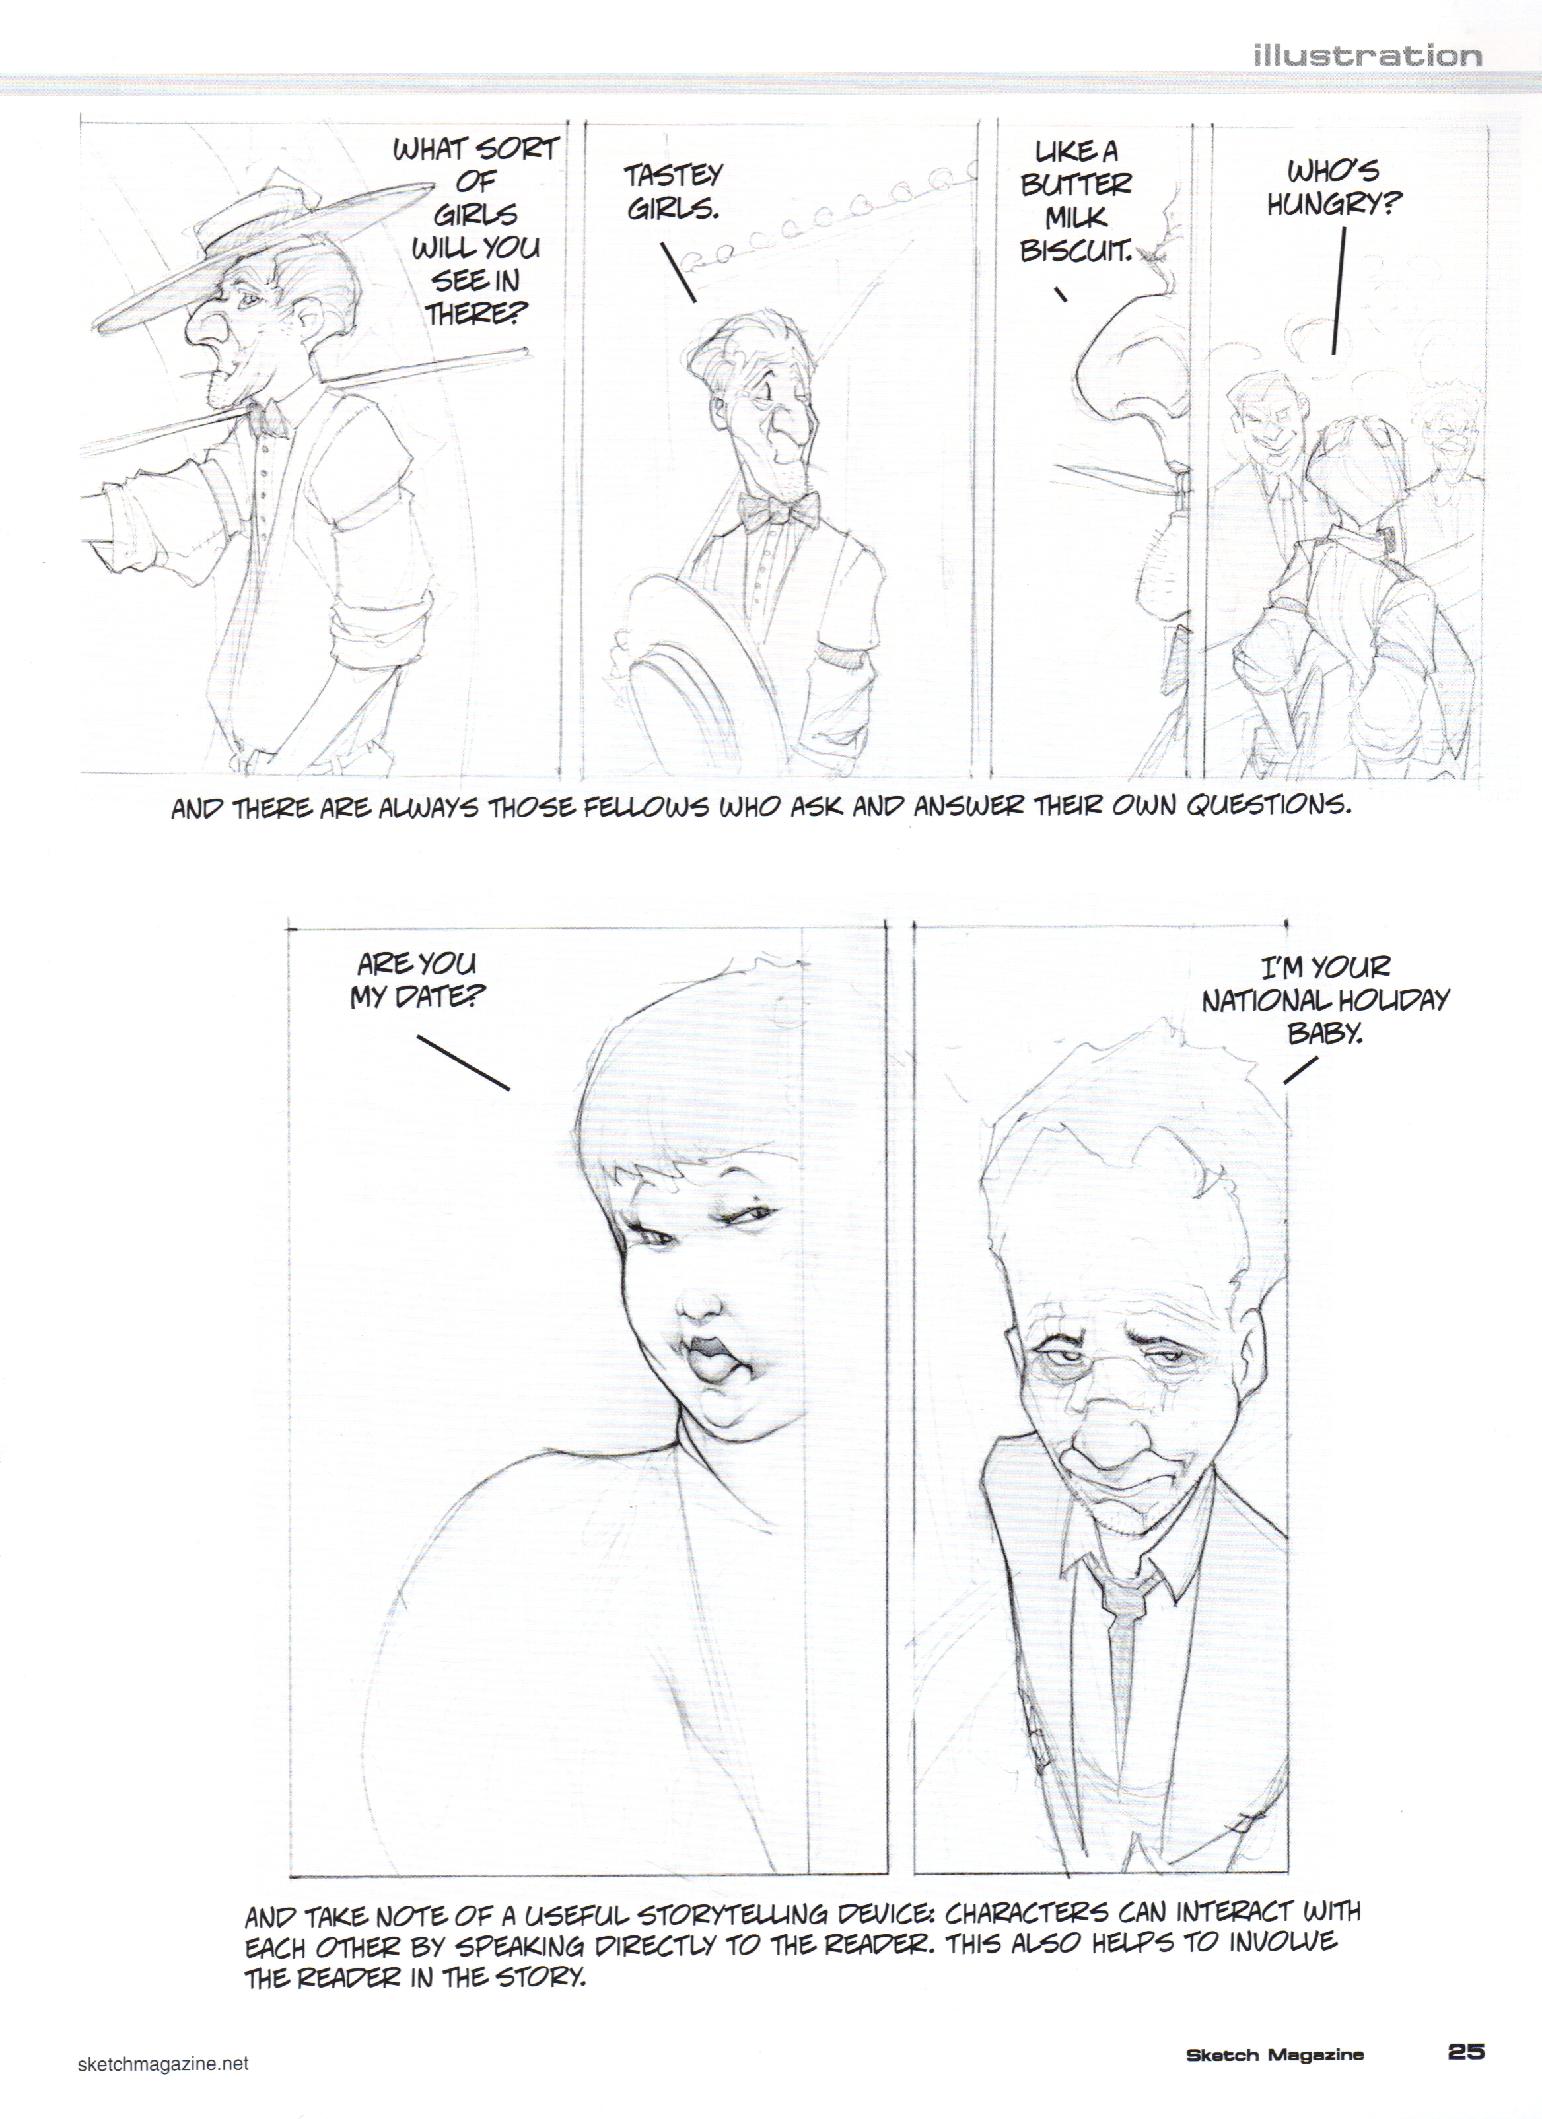 illustration
WHAT SORT
OF
GIRLS
WILL YOU
SEE IN
THERE?
TASTEY
GIRLS.
LIKE A
BUTTER
MILK
BISCUIT.
WHO'S
HUNGRY?
AND THERE ARE ALWAYS THOSE FELLOWS WHO ASK AND ANSWER THEIR OWN QUESTIONS.
ARE YOU
MY DATE?
I'M YOUR
NATIONAL HOLIDAY
BABY.
AND TAKE NOTE OF A USEFUL STORYTELLING DEVICE: CHARACTERS CAN INTERACT WITH
EACH OTHER BY SPEAKING DIRECTLY TO THE READER. THIS ALSO HELPS TO INVOLVE
THE READER IN THE STORY.
sketchmagazine.net
Sketch Magazine 25